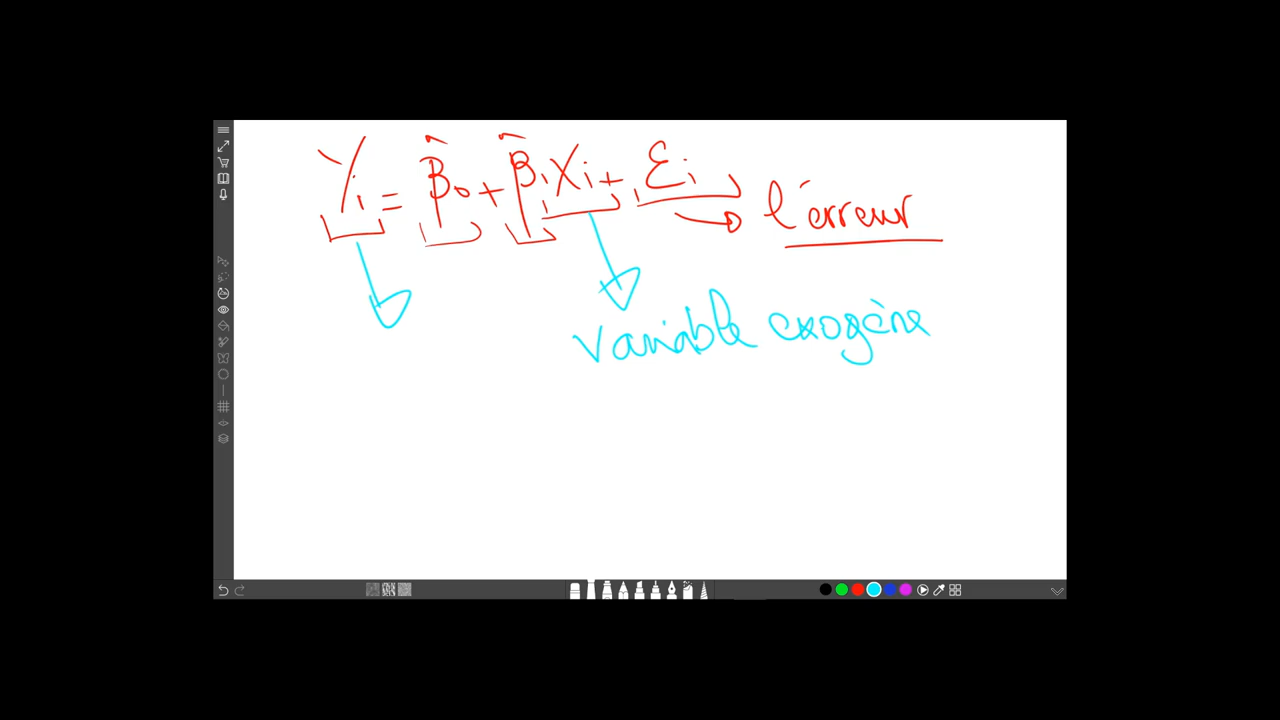 Yi = β̂0 + β̂1Xi + εi → l'erreur
variable exogène